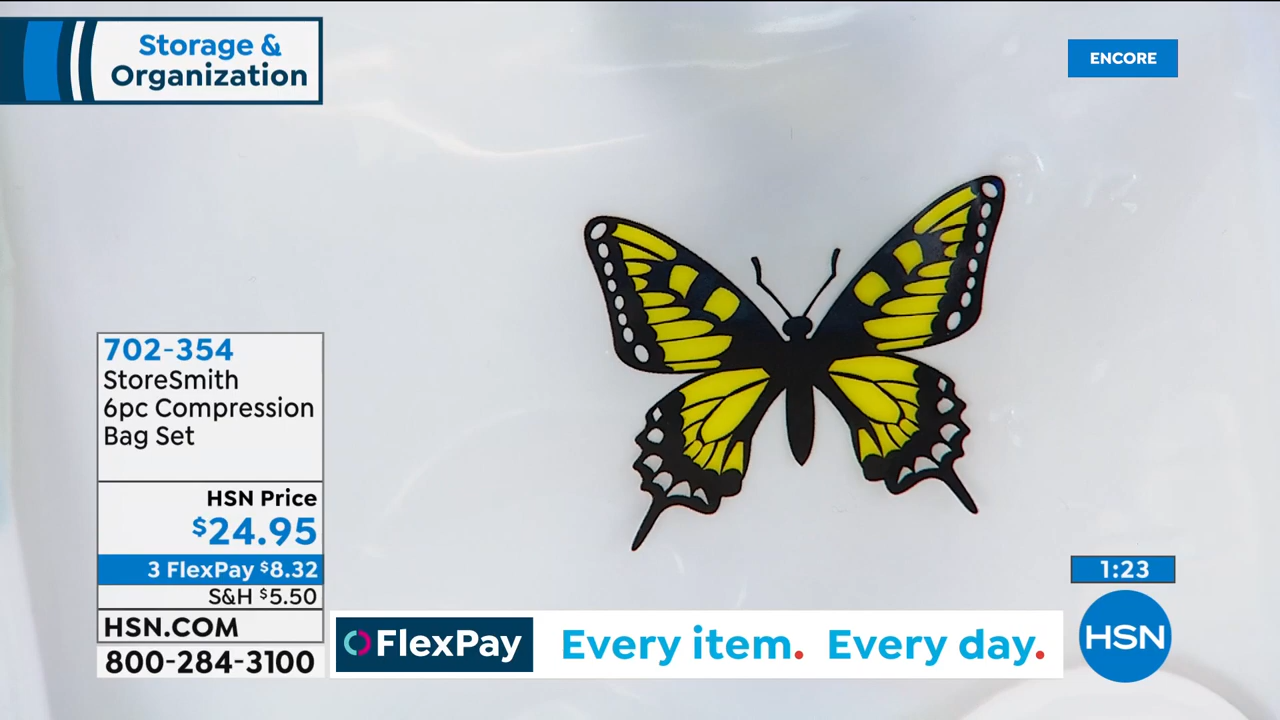 Storage &
Organization
ENCORE
702-354
StoreSmith
6pc Compression
Bag Set
HSN Price
$24.95
3 FlexPay $8.32
S&H $5.50
HSN.COM
800-284-3100
FlexPay Every item. Every day.
1:23
HSN